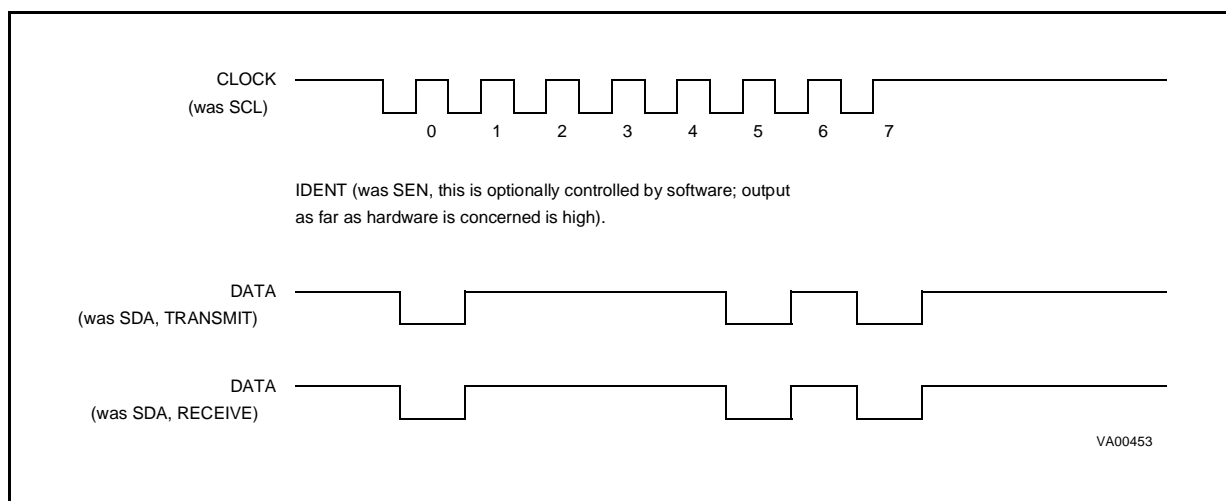 CLOCK
(was SCL)
0 1 2 3 4 5 6 7
IDENT (was SEN, this is optionally controlled by software; output
as far as hardware is concerned is high).
DATA
(was SDA, TRANSMIT)
DATA
(was SDA, RECEIVE)
VA00453